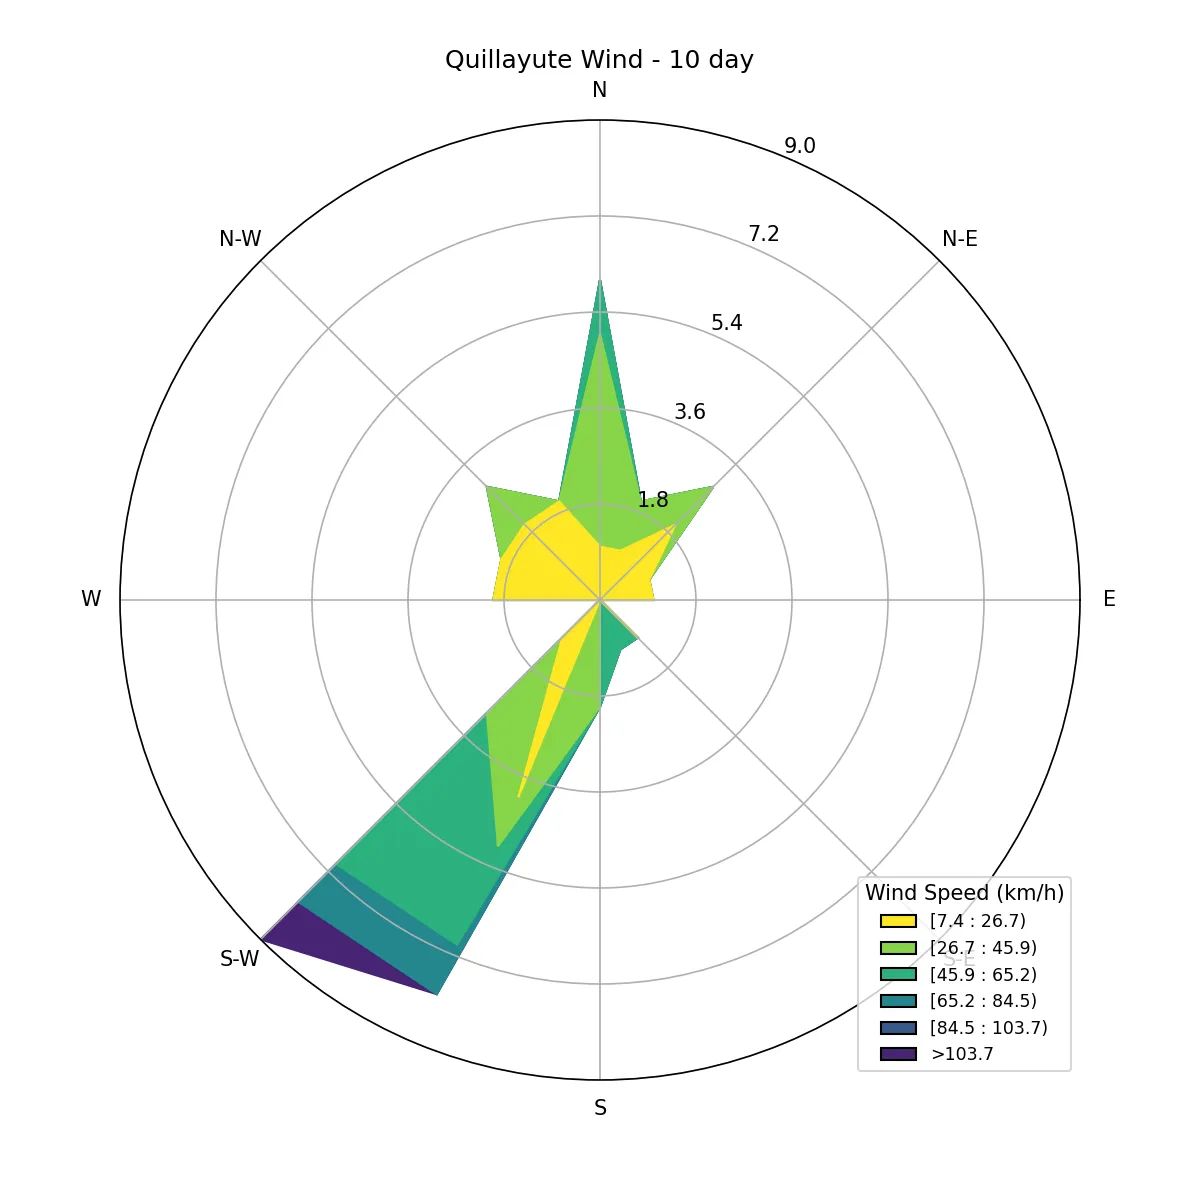 Quillayute Wind - 10 day
N
9.0
7.2
N-W
N-E
5.4
3.6
1.8
W
E
S-W
S-E
S
Wind Speed (km/h)
[7.4 : 26.7)
[26.7 : 45.9)
[45.9 : 65.2)
[65.2 : 84.5)
[84.5 : 103.7)
>103.7